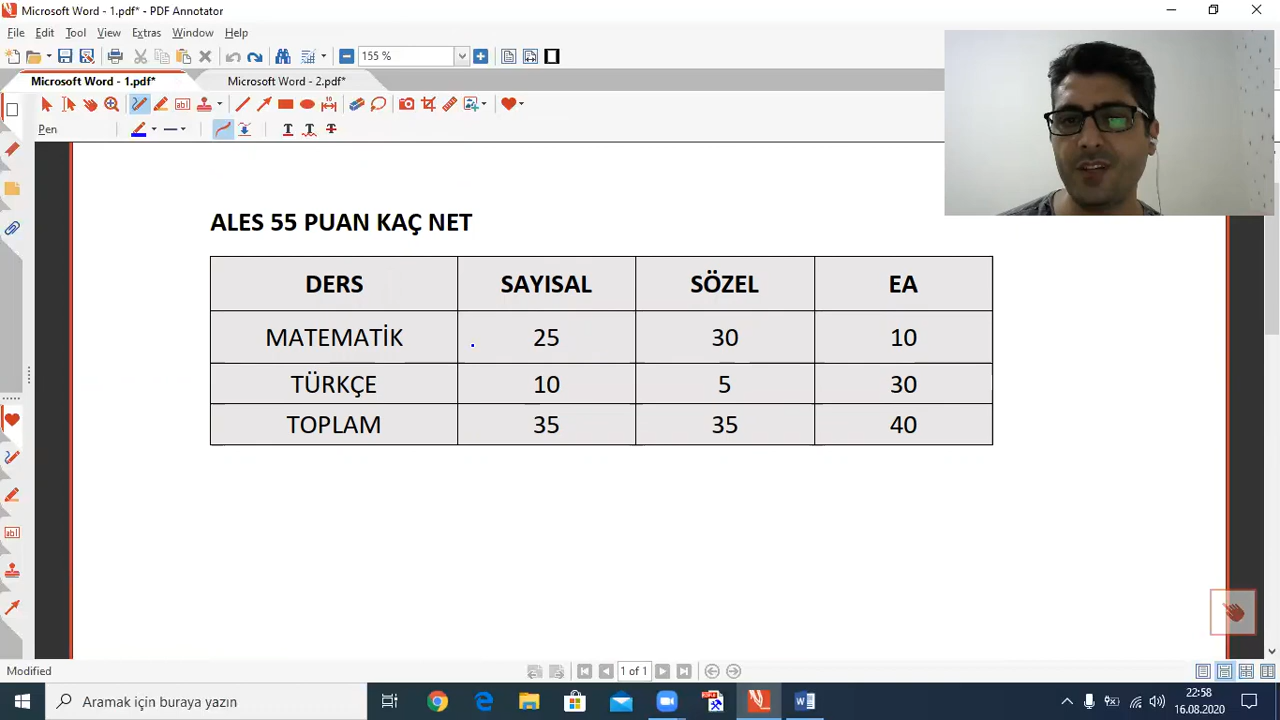 Microsoft Word - 1.pdf* - PDF Annotator
File Edit Tool View Extras Window Help
155 %
Microsoft Word - 1.pdf* Microsoft Word - 2.pdf*
Pen
ALES 55 PUAN KAÇ NET
DERS SAYISAL SÖZEL EA
MATEMATİK 25 30 10
TÜRKÇE 10 5 30
TOPLAM 35 35 40
Modified 1 of 1
Aramak için buraya yazın
22:58
16.08.2020